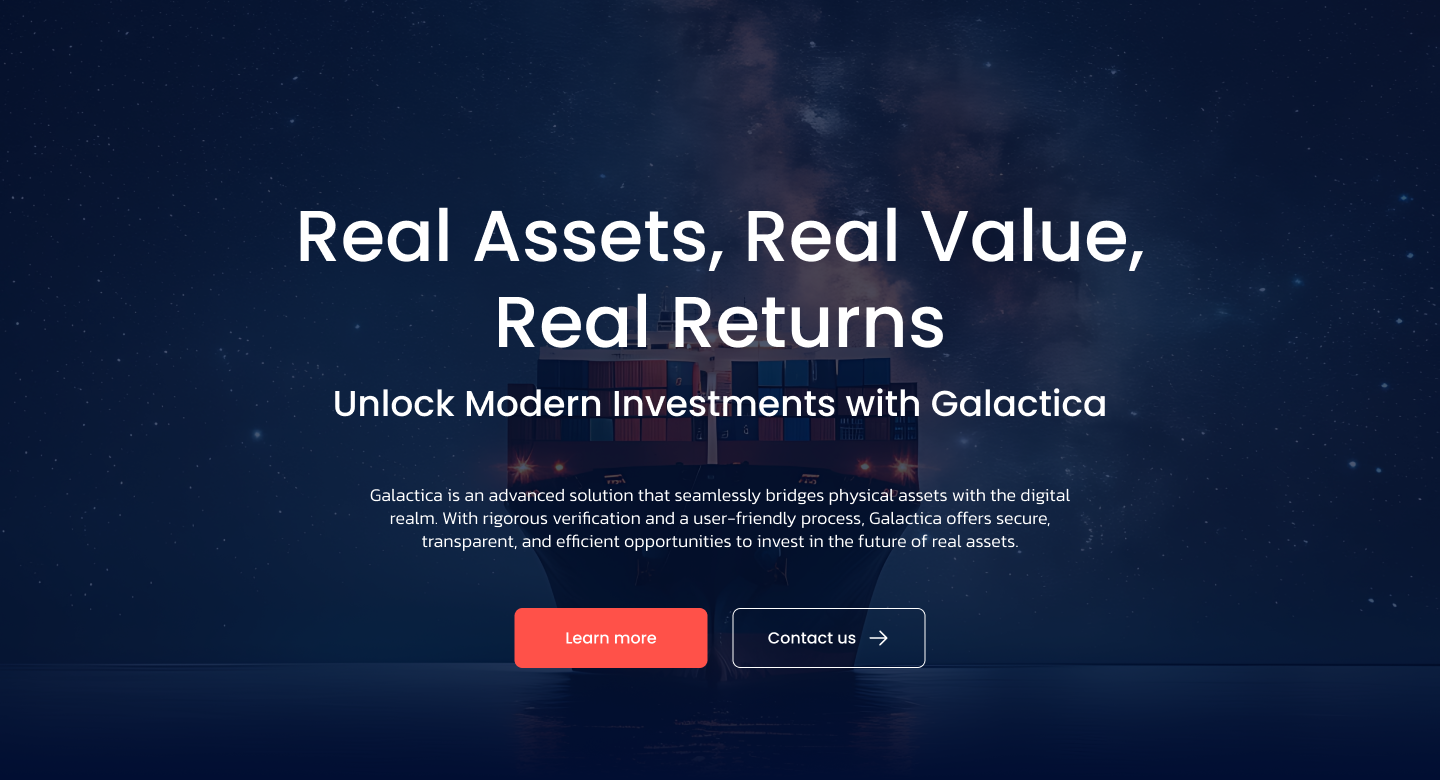 Real Assets, Real Value,
Real Returns
Unlock Modern Investments with Galactica
Galactica is an advanced solution that seamlessly bridges physical assets with the digital
realm. With rigorous verification and a user-friendly process, Galactica offers secure,
transparent, and efficient opportunities to invest in the future of real assets.
Learn more
Contact us